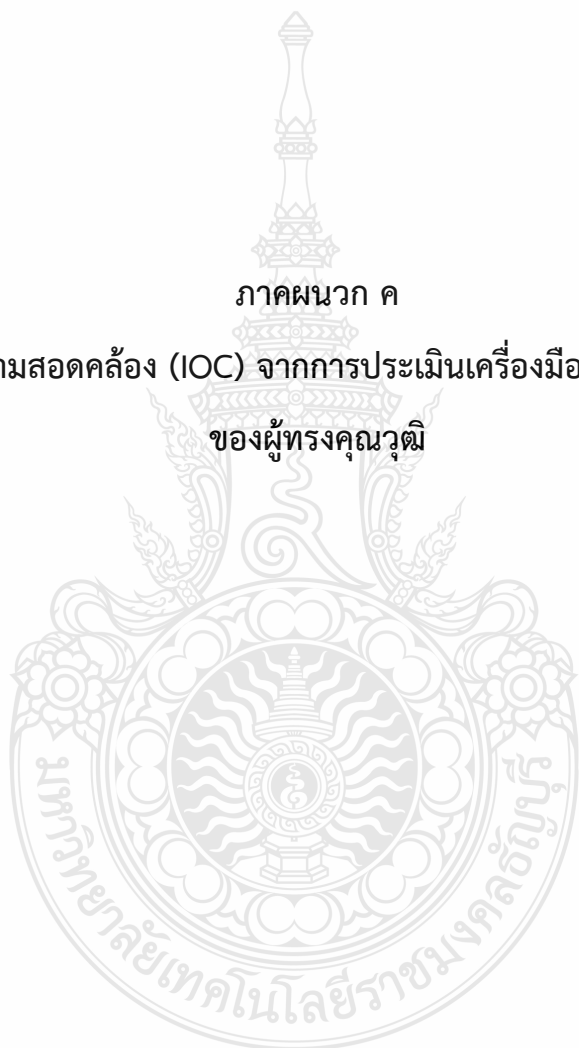 ภาคผนวก ค
ามสอดคล้อง (IOC) จากการประเมินเครื่องมือ
ของผู้ทรงคุณวุฒิ
มหาวิทยาลัยเทคโนโลยีราชมงคลธัญบุรี